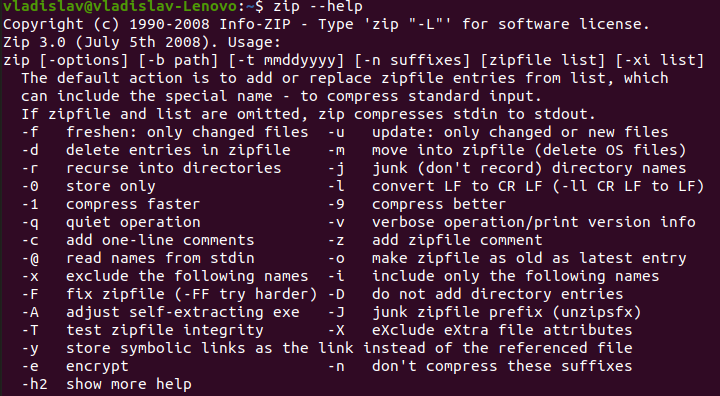 vladislav@vladislav-Lenovo:~$ zip --help
Copyright (c) 1990-2008 Info-ZIP - Type 'zip "-L"' for software license.
Zip 3.0 (July 5th 2008). Usage:
zip [-options] [-b path] [-t mmddyyyy] [-n suffixes] [zipfile list] [-xi list]
  The default action is to add or replace zipfile entries from list, which
  can include the special name - to compress standard input.
  If zipfile and list are omitted, zip compresses stdin to stdout.
  -f   freshen: only changed files  -u   update: only changed or new files
  -d   delete entries in zipfile    -m   move into zipfile (delete OS files)
  -r   recurse into directories     -j   junk (don't record) directory names
  -0   store only                   -l   convert LF to CR LF (-ll CR LF to LF)
  -1   compress faster              -9   compress better
  -q   quiet operation              -v   verbose operation/print version info
  -c   add one-line comments        -z   add zipfile comment
  -@   read names from stdin        -o   make zipfile as old as latest entry
  -x   exclude the following names  -i   include only the following names
  -F   fix zipfile (-FF try harder) -D   do not add directory entries
  -A   adjust self-extracting exe   -J   junk zipfile prefix (unzipsfx)
  -T   test zipfile integrity       -X   eXclude eXtra file attributes
  -y   store symbolic links as the link instead of the referenced file
  -e   encrypt                      -n   don't compress these suffixes
  -h2  show more help